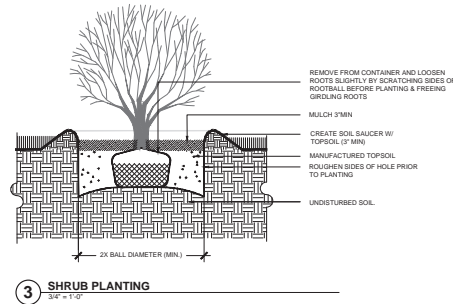 REMOVE FROM CONTAINER AND LOOSEN
ROOTS SLIGHTLY BY SCRATCHING SIDES OF
ROOTBALL BEFORE PLANTING & FREEING
GIRDLING ROOTS
MULCH 3"MIN
CREATE SOIL SAUCER W/
TOPSOIL (3" MIN)
MANUFACTURED TOPSOIL
ROUGHEN SIDES OF HOLE PRIOR
TO PLANTING
UNDISTURBED SOIL.
2X BALL DIAMETER (MIN.)
3 SHRUB PLANTING
3/4" = 1'-0"